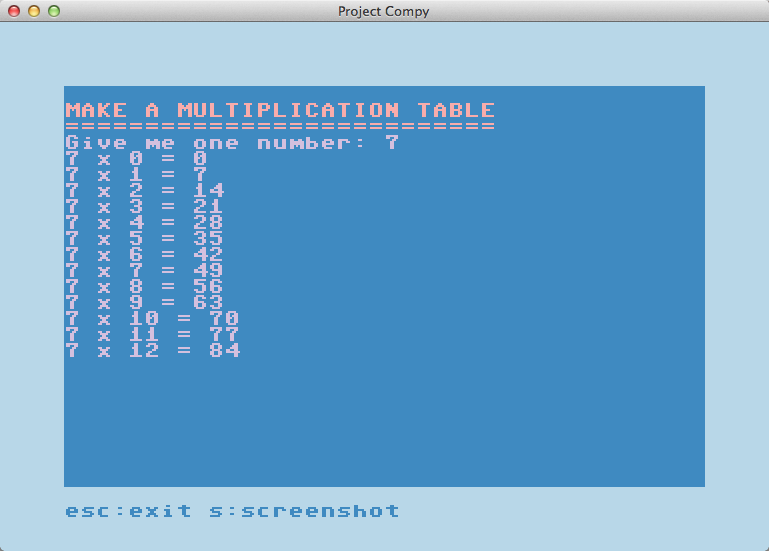 Project Compy
MAKE A MULTIPLICATION TABLE
===========================
Give me one number: 7
7 x 0 = 0
7 x 1 = 7
7 x 2 = 14
7 x 3 = 21
7 x 4 = 28
7 x 5 = 35
7 x 6 = 42
7 x 7 = 49
7 x 8 = 56
7 x 9 = 63
7 x 10 = 70
7 x 11 = 77
7 x 12 = 84
esc:exit s:screenshot